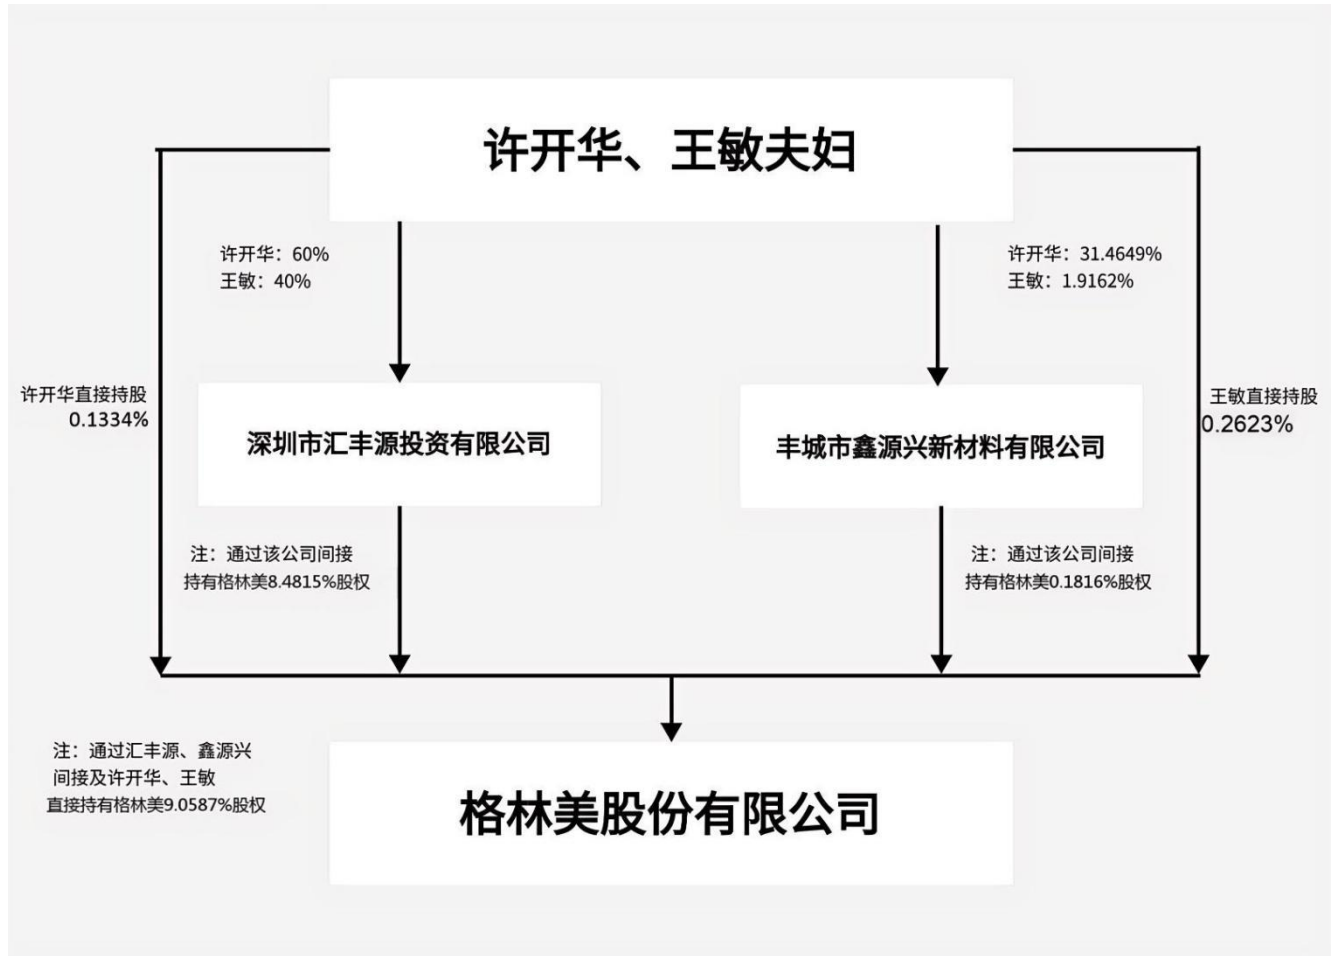 许开华、王敏夫妇
许开华：60%
王敏：40%
许开华：31.4649%
王敏：1.9162%
许开华直接持股
0.1334%
王敏直接持股
0.2623%
深圳市汇丰源投资有限公司
丰城市鑫源兴新材料有限公司
注：通过该公司间接
持有格林美8.4815%股权
注：通过该公司间接
持有格林美0.1816%股权
注：通过汇丰源、鑫源兴
间接及许开华、王敏
直接持有格林美9.0587%股权
格林美股份有限公司